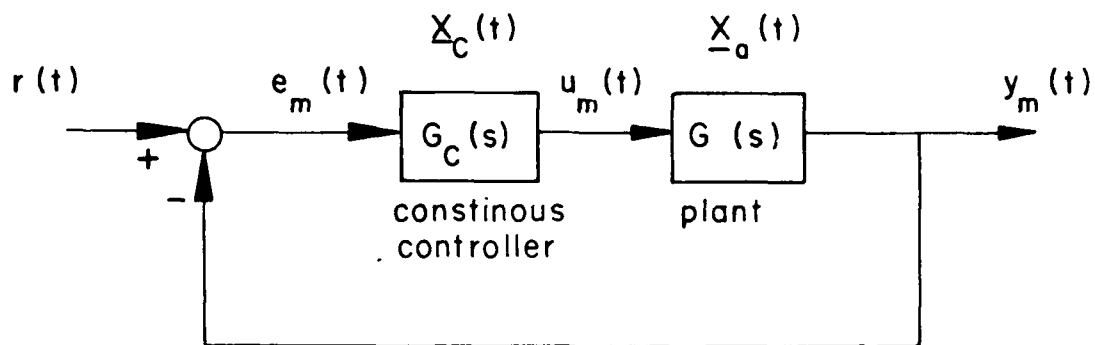 X_c(t) X_a(t)
r(t) e_m(t) u_m(t) y_m(t)
+ G_c(s) G (s)
-
constinous plant
controller